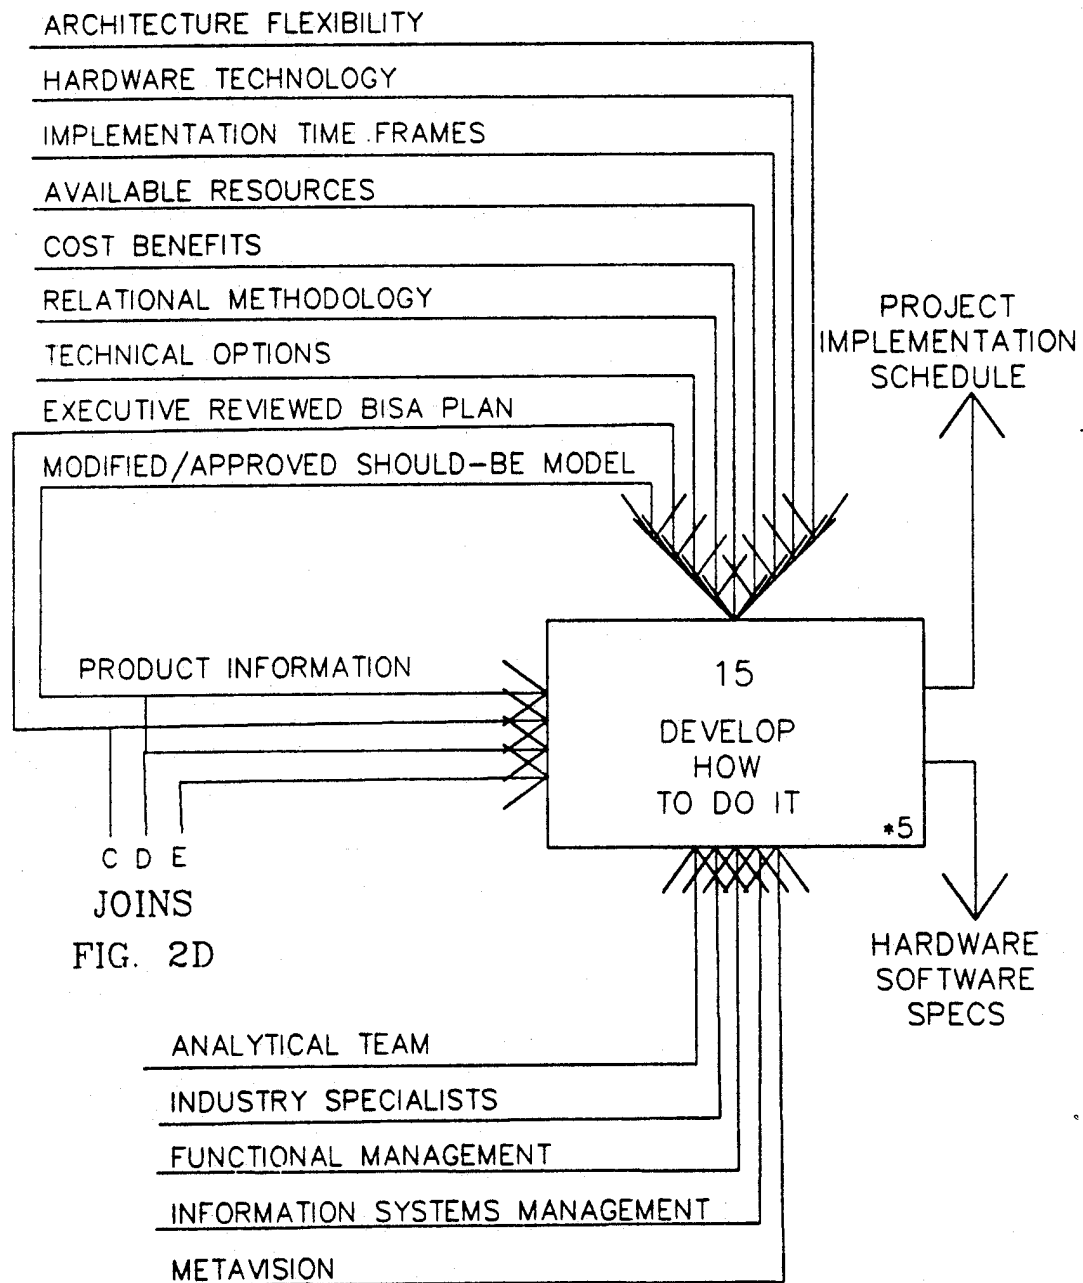 ARCHITECTURE FLEXIBILITY
HARDWARE TECHNOLOGY
IMPLEMENTATION TIME FRAMES
AVAILABLE RESOURCES
COST BENEFITS
RELATIONAL METHODOLOGY
TECHNICAL OPTIONS
EXECUTIVE REVIEWED BISA PLAN
MODIFIED/APPROVED SHOULD-BE MODEL
PROJECT
IMPLEMENTATION
SCHEDULE
PRODUCT INFORMATION
15
DEVELOP
HOW
TO DO IT
*5
C D E
JOINS
FIG. 2D
HARDWARE
SOFTWARE
SPECS
ANALYTICAL TEAM
INDUSTRY SPECIALISTS
FUNCTIONAL MANAGEMENT
INFORMATION SYSTEMS MANAGEMENT
METAVISION